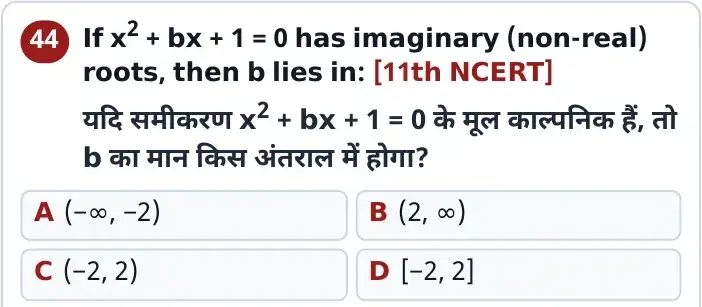 44 If x² + bx + 1 = 0 has imaginary (non-real)
roots, then b lies in: [11th NCERT]
यदि समीकरण x² + bx + 1 = 0 के मूल काल्पनिक हैं, तो
b का मान किस अंतराल में होगा?
A (−∞, −2)
B (2, ∞)
C (−2, 2)
D [−2, 2]